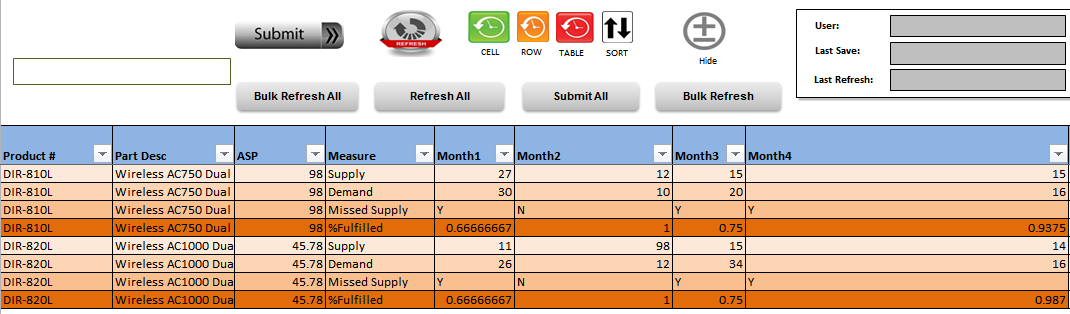 Submit
REFRESH
CELL ROW TABLE SORT
Hide
User:
Last Save:
Last Refresh:
Bulk Refresh All Refresh All Submit All Bulk Refresh
Product # Part Desc ASP Measure Month1 Month2 Month3 Month4
DIR-810L Wireless AC750 Dual 98 Supply 27 12 15 15
DIR-810L Wireless AC750 Dual 98 Demand 30 10 20 16
DIR-810L Wireless AC750 Dual 98 Missed Supply Y N Y Y
DIR-810L Wireless AC750 Dual 98 %Fulfilled 0.66666667 1 0.75 0.9375
DIR-820L Wireless AC1000 Dua 45.78 Supply 11 98 15 14
DIR-820L Wireless AC1000 Dua 45.78 Demand 26 12 34 16
DIR-820L Wireless AC1000 Dua 45.78 Missed Supply Y N Y Y
DIR-820L Wireless AC1000 Dua 45.78 %Fulfilled 0.66666667 1 0.75 0.987